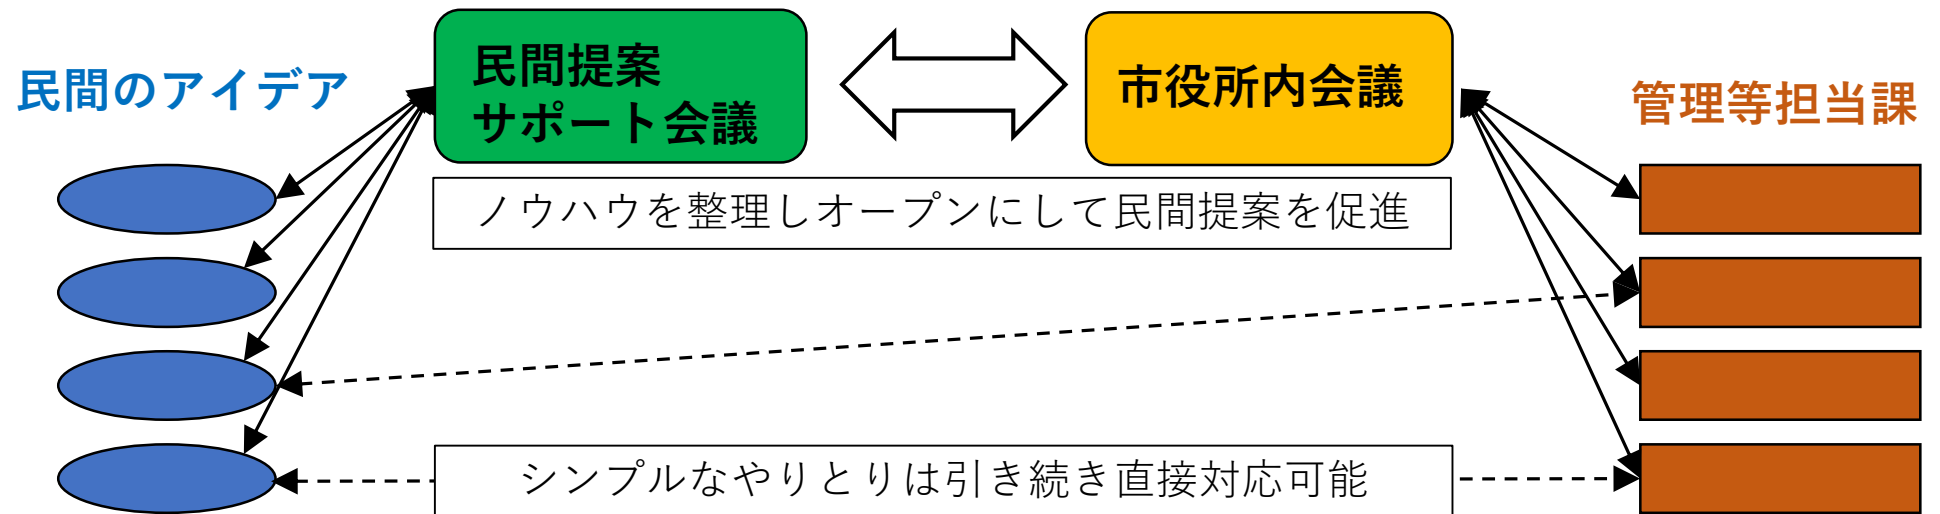 民間のアイデア
民間提案
サポート会議
市役所内会議
管理等担当課
ノウハウを整理しオープンにして民間提案を促進
シンプルなやりとりは引き続き直接対応可能